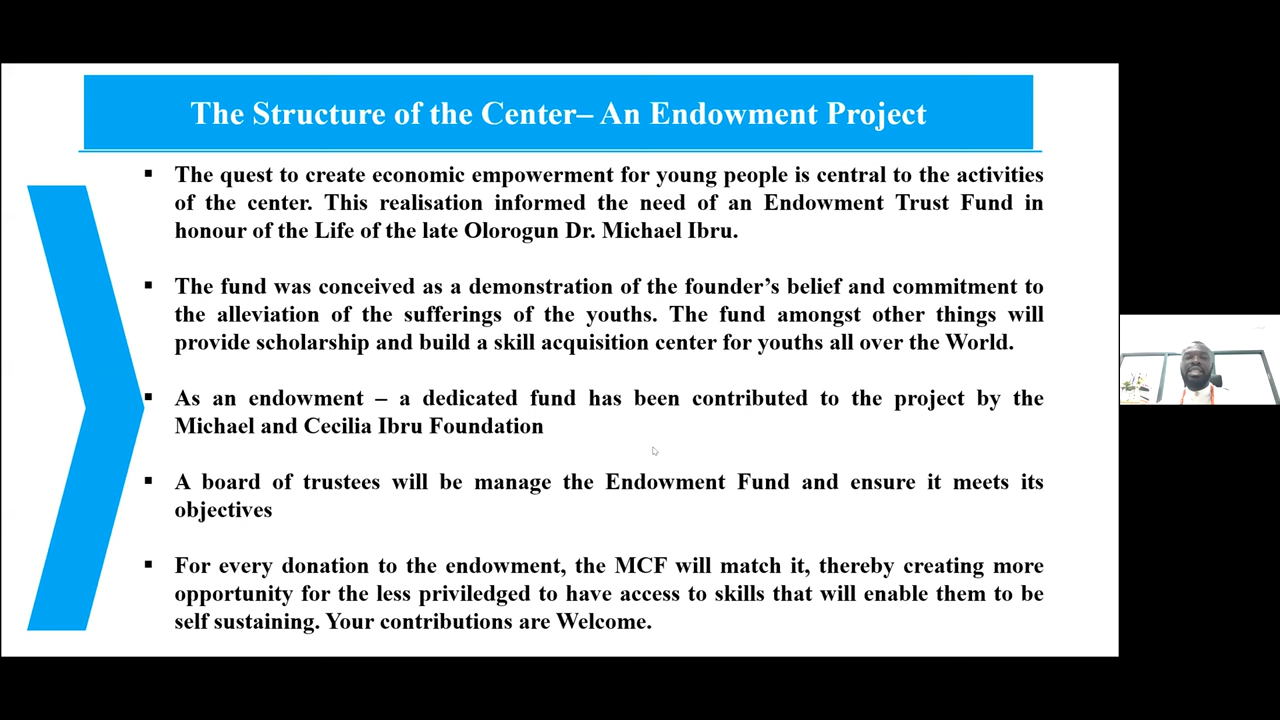 The Structure of the Center– An Endowment Project
▪ The quest to create economic empowerment for young people is central to the activities
of the center. This realisation informed the need of an Endowment Trust Fund in
honour of the Life of the late Olorogun Dr. Michael Ibru.
▪ The fund was conceived as a demonstration of the founder’s belief and commitment to
the alleviation of the sufferings of the youths. The fund amongst other things will
provide scholarship and build a skill acquisition center for youths all over the World.
▪ As an endowment – a dedicated fund has been contributed to the project by the
Michael and Cecilia Ibru Foundation
▪ A board of trustees will be manage the Endowment Fund and ensure it meets its
objectives
▪ For every donation to the endowment, the MCF will match it, thereby creating more
opportunity for the less priviledged to have access to skills that will enable them to be
self sustaining. Your contributions are Welcome.